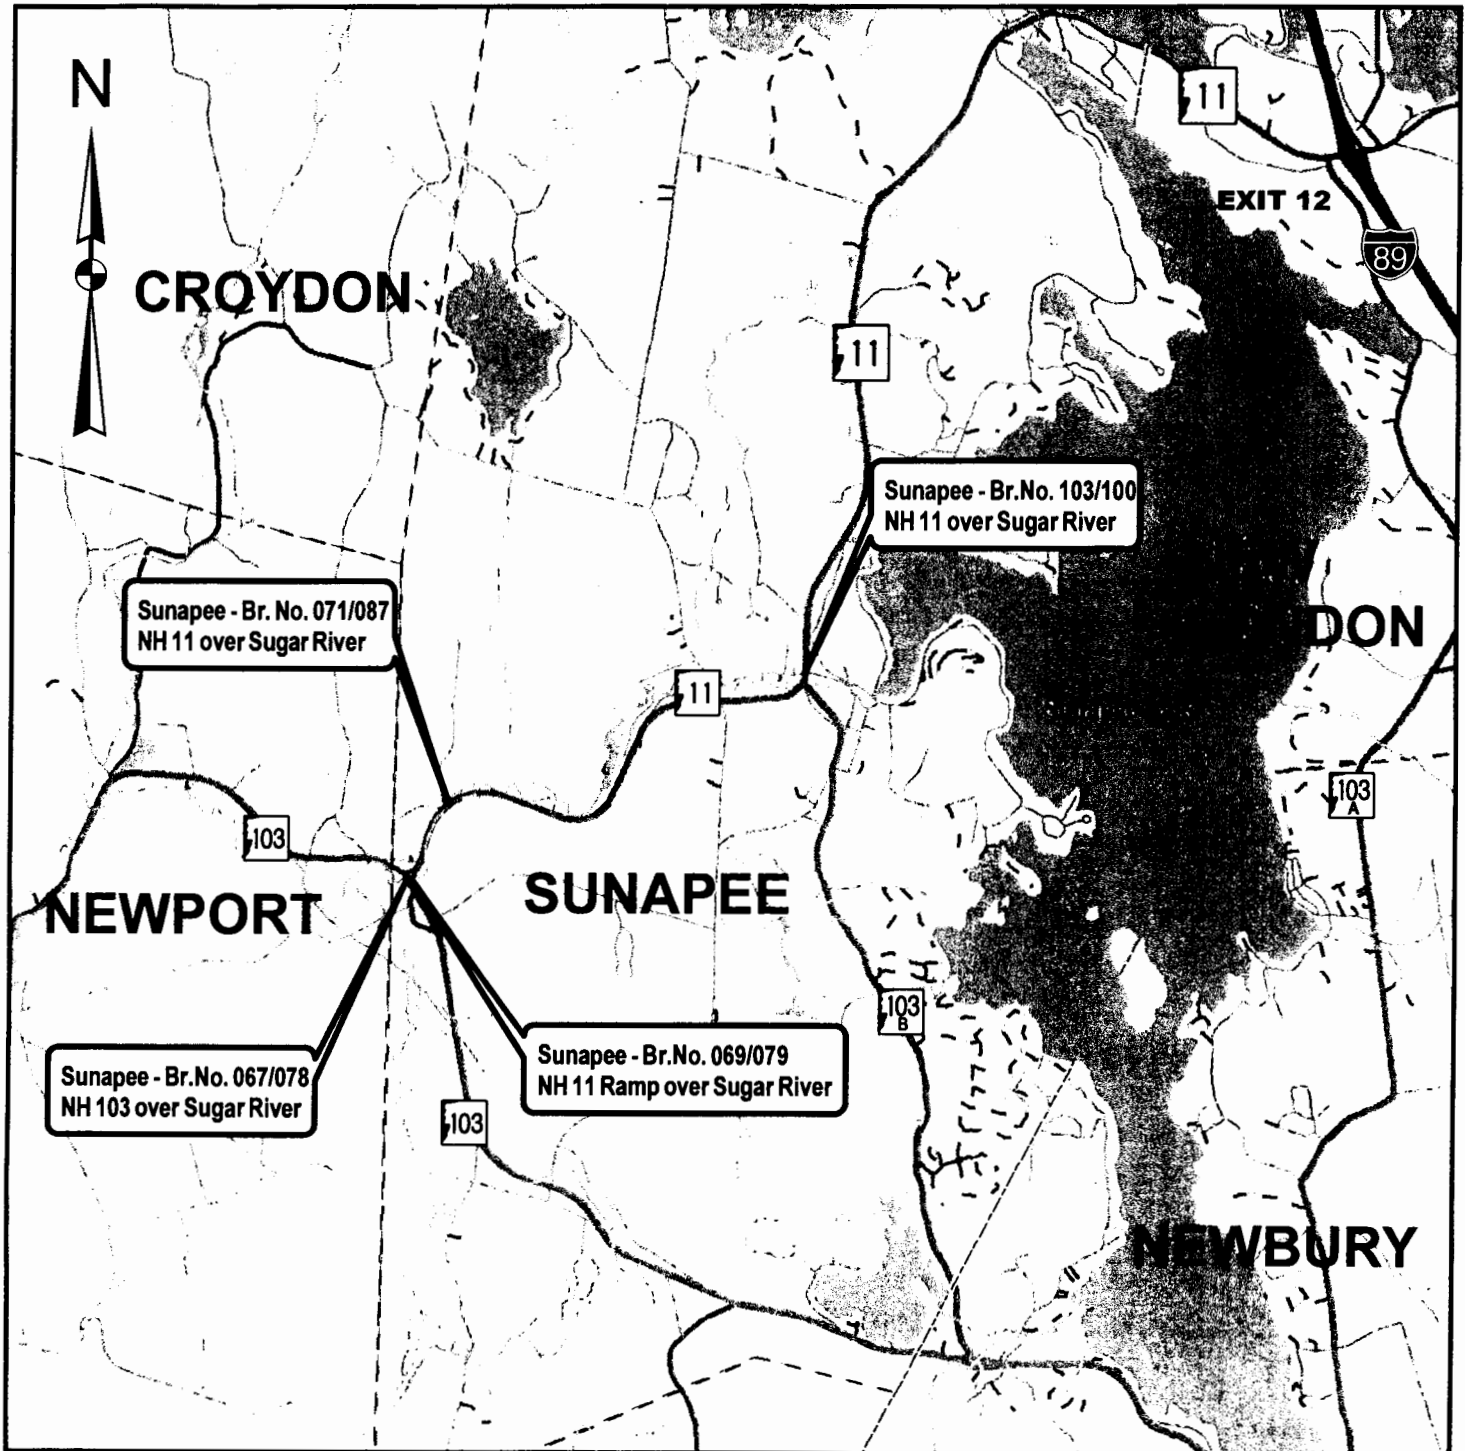 N
11
EXIT 12
89
CROYDON
11
Sunapee - Br.No. 103/100
NH 11 over Sugar River
Sunapee - Br. No. 071/087
NH 11 over Sugar River
DON
11
103
A
103
NEWPORT
SUNAPEE
103
B
Sunapee - Br.No. 069/079
NH 11 Ramp over Sugar River
Sunapee - Br.No. 067/078
NH 103 over Sugar River
103
NEWBURY